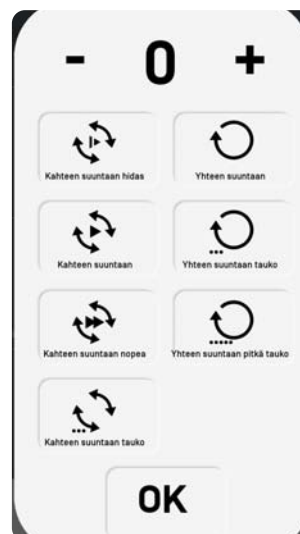 - 0 +
Kahteen suuntaan hidas
Yhteen suuntaan
Kahteen suuntaan
Yhteen suuntaan tauko
Kahteen suuntaan nopea
Yhteen suuntaan pitkä tauko
Kahteen suuntaan tauko
OK